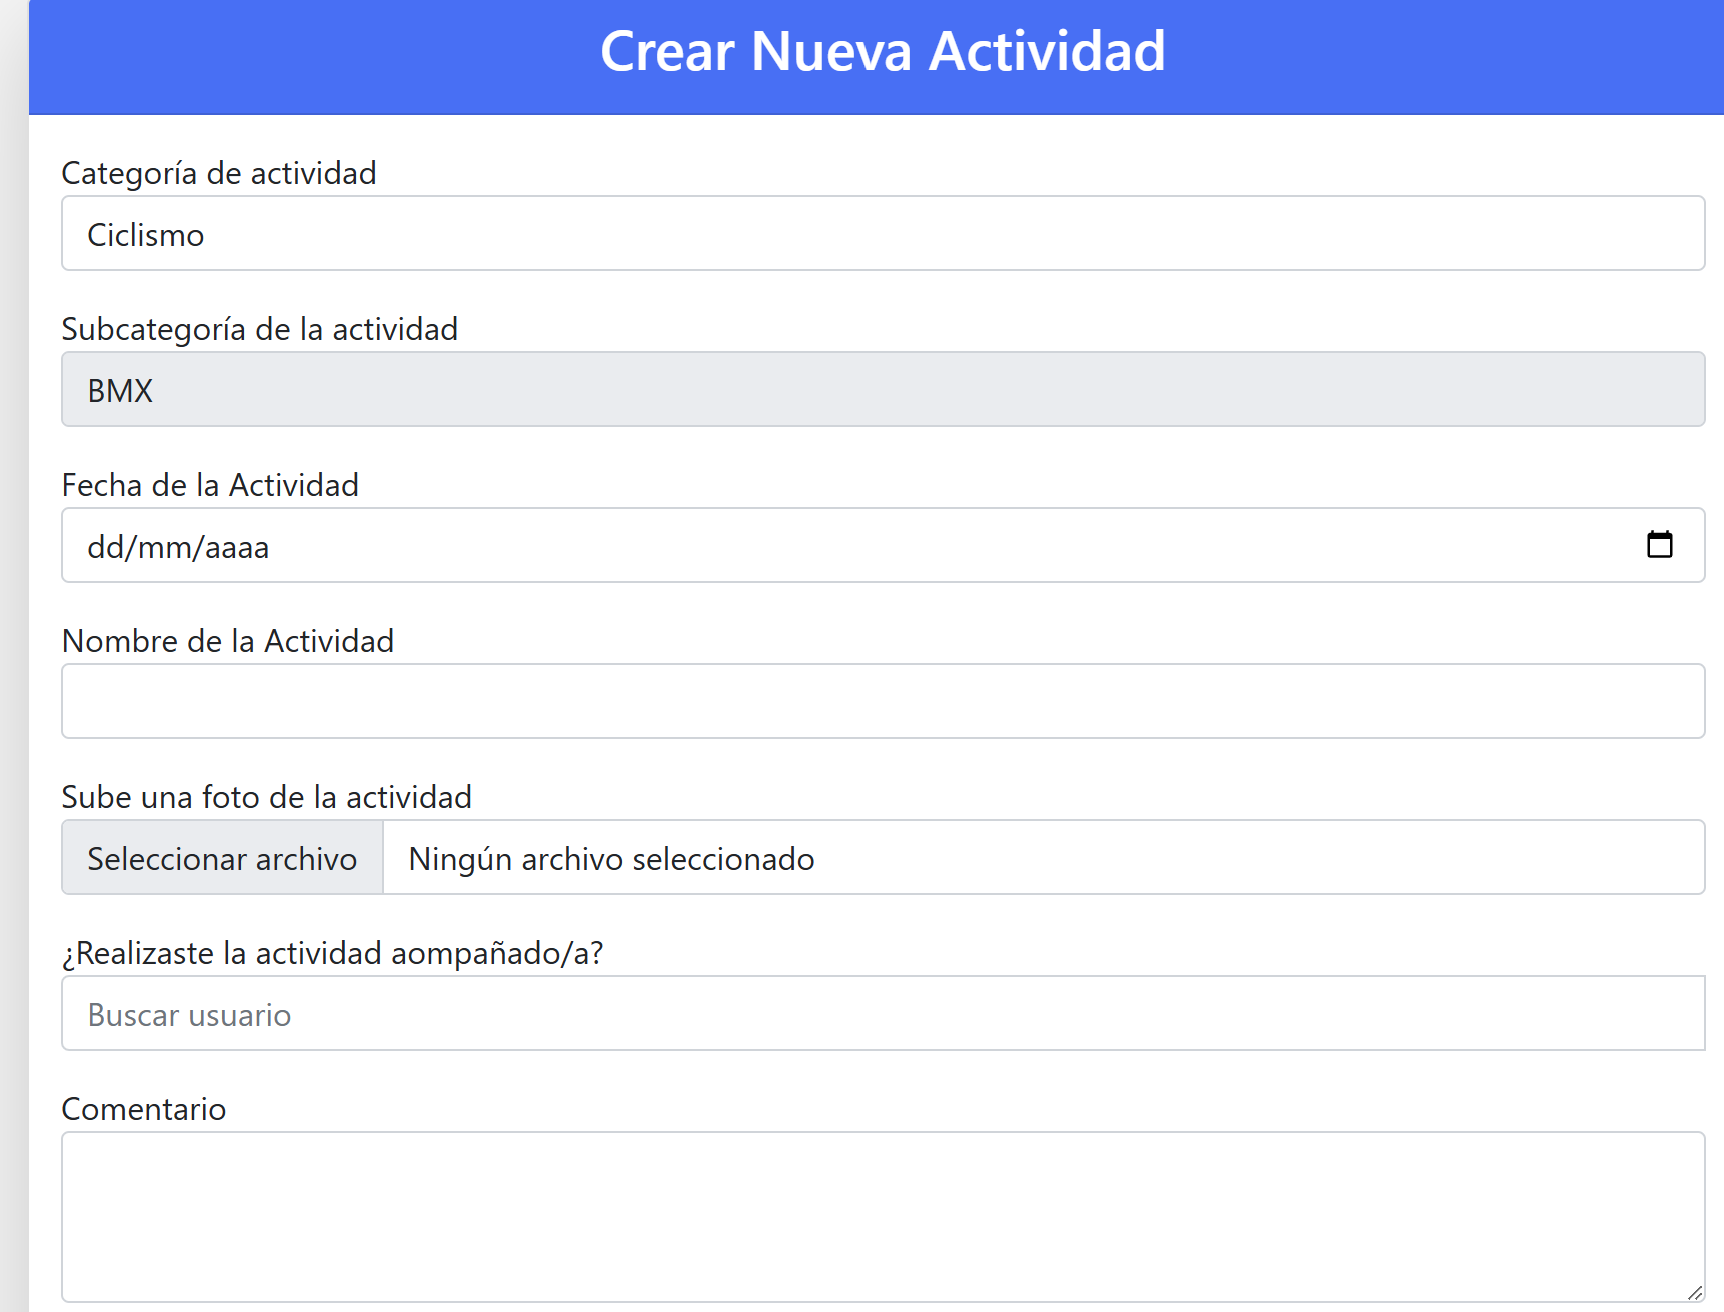 Crear Nueva Actividad
Categoría de actividad
Ciclismo
Subcategoría de la actividad
BMX
Fecha de la Actividad
dd/mm/aaaa
Nombre de la Actividad
Sube una foto de la actividad
Seleccionar archivo Ningún archivo seleccionado
¿Realizaste la actividad aompañado/a?
Buscar usuario
Comentario